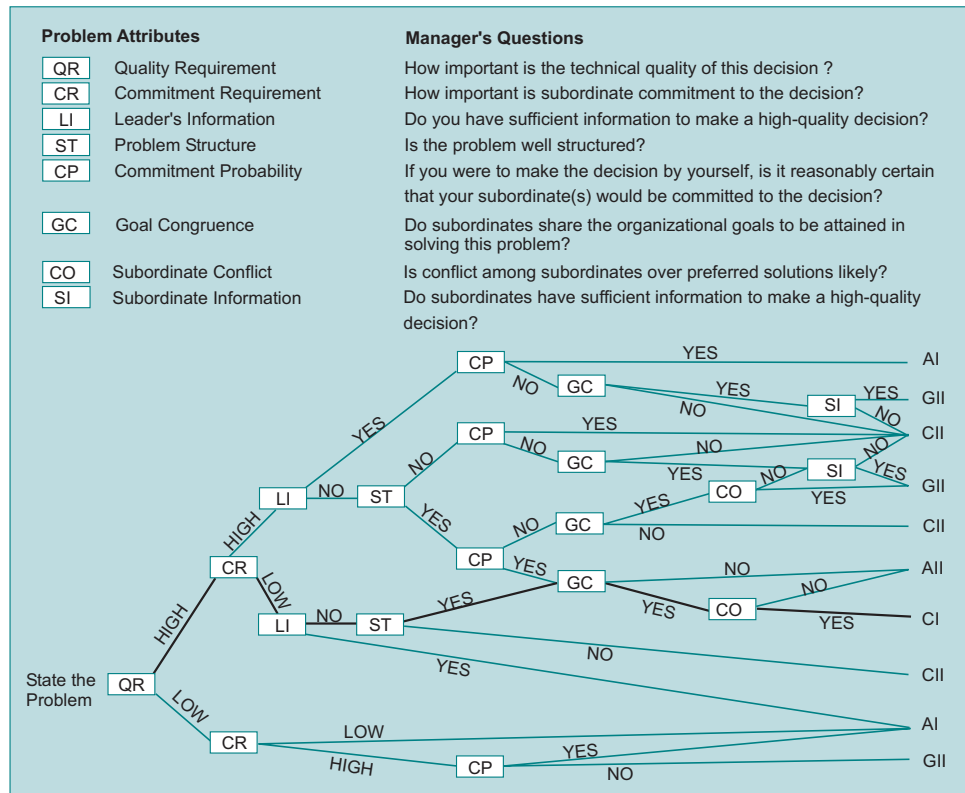 Problem Attributes Manager's Questions
QR Quality Requirement How important is the technical quality of this decision ?
CR Commitment Requirement How important is subordinate commitment to the decision?
LI Leader's Information Do you have sufficient information to make a high-quality decision?
ST Problem Structure Is the problem well structured?
CP Commitment Probability If you were to make the decision by yourself, is it reasonably certain
that your subordinate(s) would be committed to the decision?
GC Goal Congruence Do subordinates share the organizational goals to be attained in
solving this problem?
CO Subordinate Conflict Is conflict among subordinates over preferred solutions likely?
SI Subordinate Information Do subordinates have sufficient information to make a high-quality
decision?
CP YES AI
NO GC YES SI YES GII
NO NO
YES
CP YES CII
NO NO GC NO NO
YES SI YES
LI NO ST NO
CO YES GII
YES
YES GC NO CII
NO
HIGH CP
YES
CR GC NO AII
LOW NO
YES YES CO
HIGH LI NO ST YES CI
YES
NO CII
State the
Problem QR
LOW
CR LOW AI
HIGH YES
CP NO GII